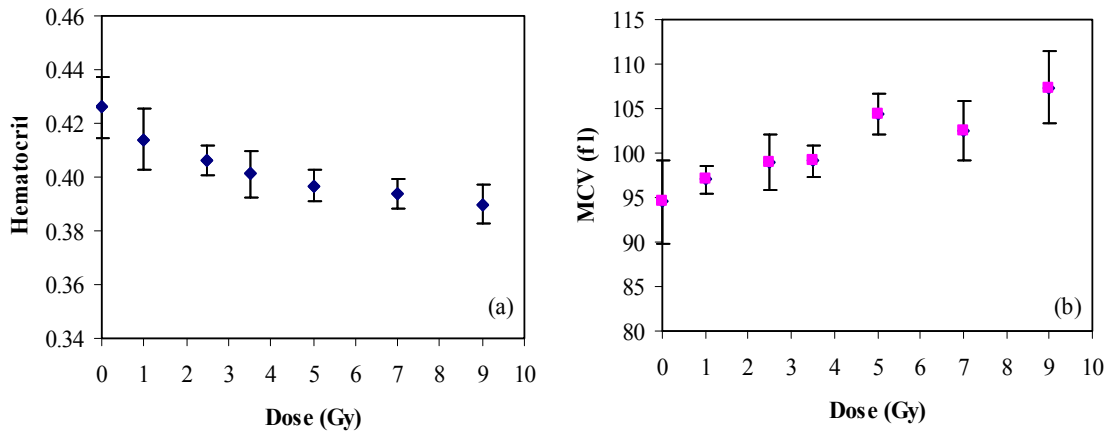 0.46
0.44
0.42
0.40
0.38
0.36
0.34
Hematocrit
0 1 2 3 4 5 6 7 8 9 10
Dose (Gy)
(a)
115
110
105
100
95
90
85
80
MCV (fl)
0 1 2 3 4 5 6 7 8 9 10
Dose (Gy)
(b)